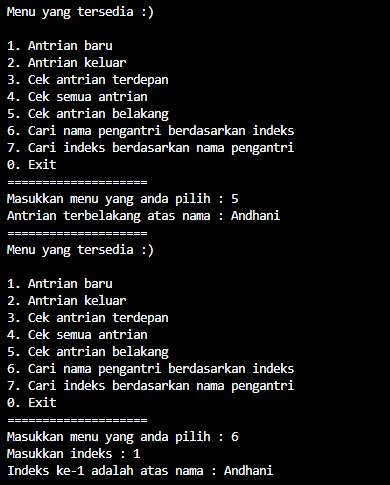 Menu yang tersedia :)
1. Antrian baru
2. Antrian keluar
3. Cek antrian terdepan
4. Cek semua antrian
5. Cek antrian belakang
6. Cari nama pengantri berdasarkan indeks
7. Cari indeks berdasarkan nama pengantri
0. Exit
====================
Masukkan menu yang anda pilih : 5
Antrian terbelakang atas nama : Andhani
====================
Menu yang tersedia :)
1. Antrian baru
2. Antrian keluar
3. Cek antrian terdepan
4. Cek semua antrian
5. Cek antrian belakang
6. Cari nama pengantri berdasarkan indeks
7. Cari indeks berdasarkan nama pengantri
0. Exit
====================
Masukkan menu yang anda pilih : 6
Masukkan indeks : 1
Indeks ke-1 adalah atas nama : Andhani